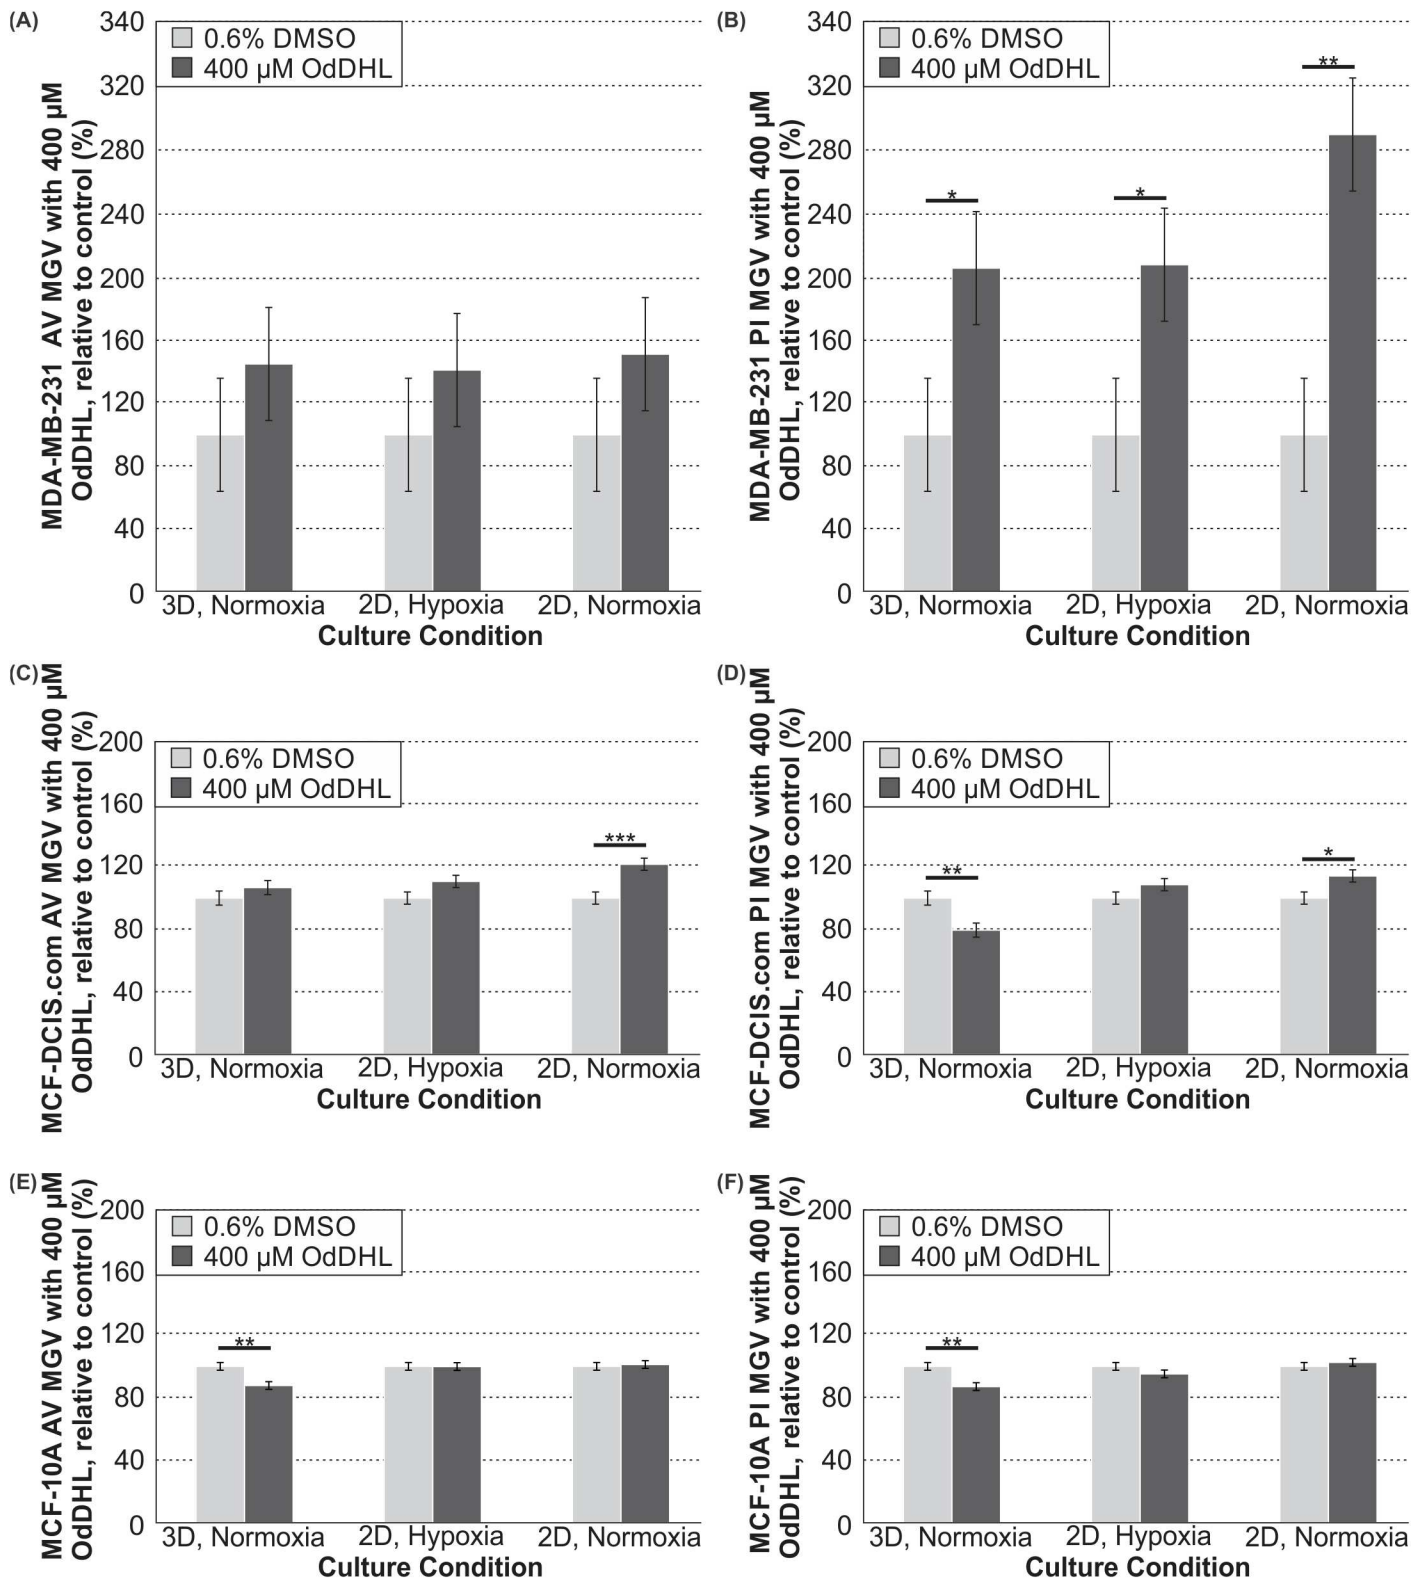 (A)
MDA-MB-231 AV MGV with 400 µM
OdDHL, relative to control (%)
340
320
280
240
200
160
120
80
40
0
0.6% DMSO
400 µM OdDHL
3D, Normoxia
2D, Hypoxia
2D, Normoxia
Culture Condition
(B)
MDA-MB-231 PI MGV with 400 µM
OdDHL, relative to control (%)
340
320
280
240
200
160
120
80
40
0
0.6% DMSO
400 µM OdDHL
*
*
**
3D, Normoxia
2D, Hypoxia
2D, Normoxia
Culture Condition
(C)
MCF-DCIS.com AV MGV with 400 µM
OdDHL, relative to control (%)
200
160
120
80
40
0
0.6% DMSO
400 µM OdDHL
***
3D, Normoxia
2D, Hypoxia
2D, Normoxia
Culture Condition
(D)
MCF-DCIS.com PI MGV with 400 µM
OdDHL, relative to control (%)
200
160
120
80
40
0
0.6% DMSO
400 µM OdDHL
**
*
3D, Normoxia
2D, Hypoxia
2D, Normoxia
Culture Condition
(E)
MCF-10A AV MGV with 400 µM
OdDHL, relative to control (%)
200
160
120
80
40
0
0.6% DMSO
400 µM OdDHL
**
3D, Normoxia
2D, Hypoxia
2D, Normoxia
Culture Condition
(F)
MCF-10A PI MGV with 400 µM
OdDHL, relative to control (%)
200
160
120
80
40
0
0.6% DMSO
400 µM OdDHL
**
3D, Normoxia
2D, Hypoxia
2D, Normoxia
Culture Condition